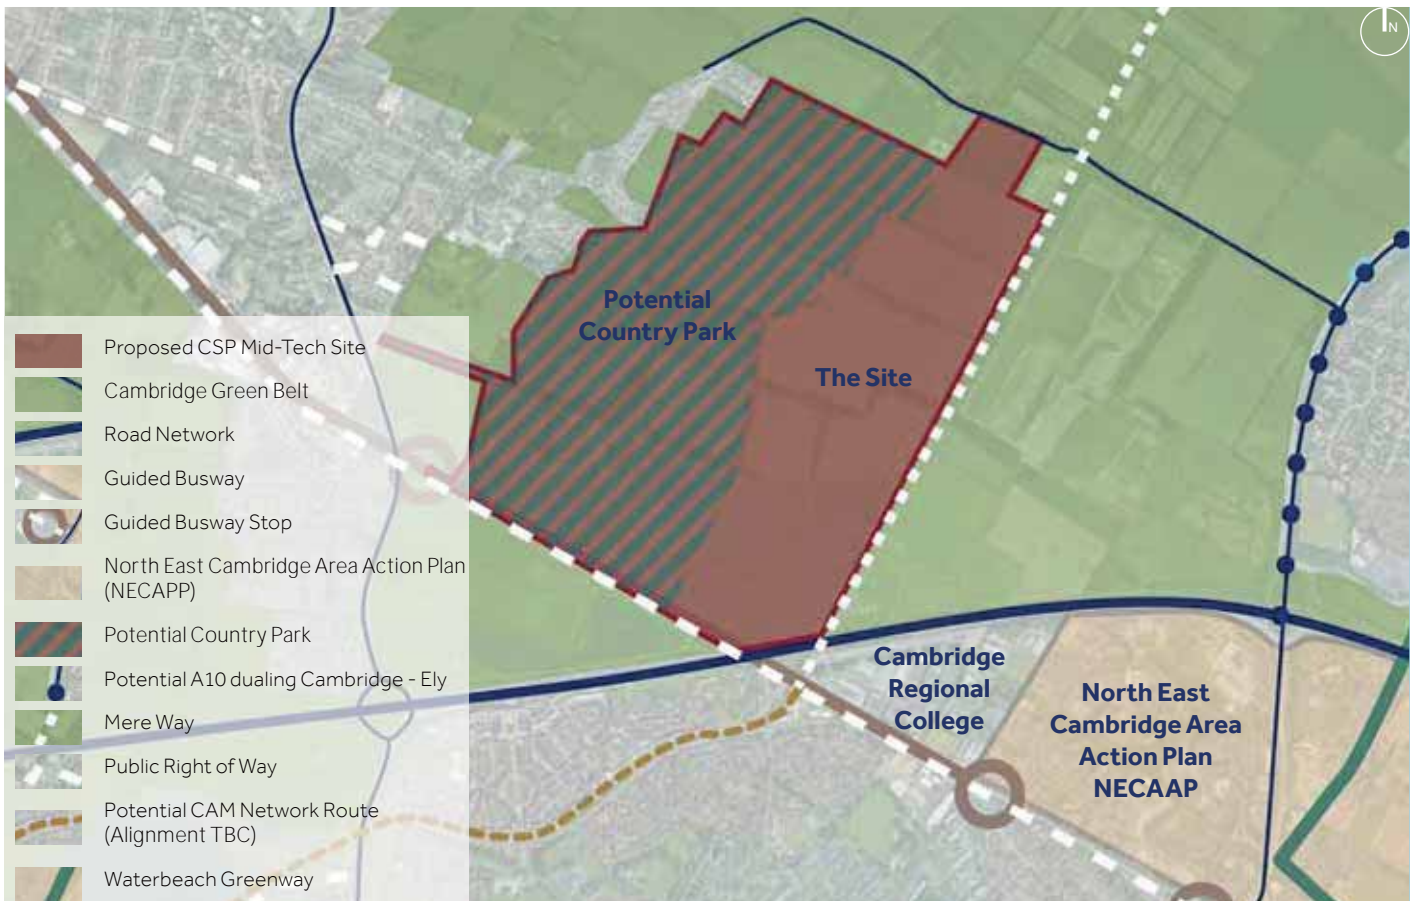 N
Potential
Country Park
The Site
Proposed CSP Mid-Tech Site
Cambridge Green Belt
Road Network
Guided Busway
Guided Busway Stop
North East Cambridge Area Action Plan
(NECAPP)
Potential Country Park
Potential A10 dualing Cambridge - Ely
Mere Way
Public Right of Way
Potential CAM Network Route
(Alignment TBC)
Waterbeach Greenway
Cambridge
Regional
College
North East
Cambridge Area
Action Plan
NECAAP